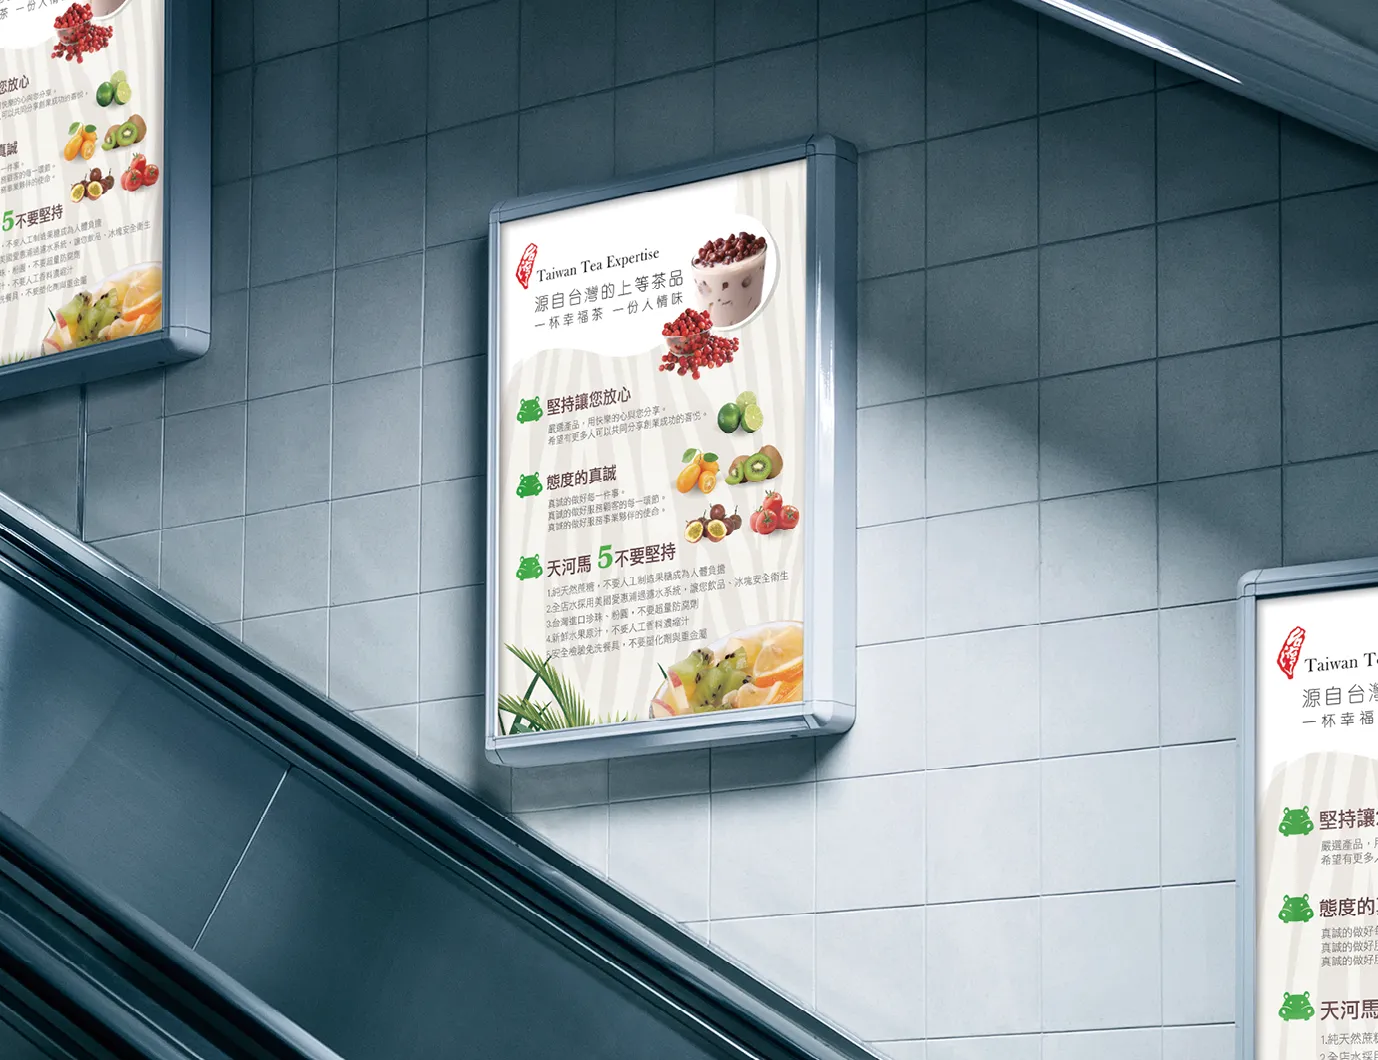 茶 一份人情味
您放心
快樂的心與您分享。
可以共同分享創業成功的喜悅。
真誠
一件事。
務顧客的每一環節。
務事業夥伴的使命。
5不要堅持
，不要人工制造果糖成為人體負擔
美國愛惠浦過濾水系統，讓您飲品、冰塊安全衛生
珠、粉圓，不要超量防腐劑
汁，不要人工香料濃縮汁
洗餐具，不要塑化劑與重金屬
台灣
Taiwan Tea Expertise
源自台灣的上等茶品
一杯幸福茶 一份人情味
堅持讓您放心
嚴選產品，用快樂的心與您分享。
希望有更多人可以共同分享創業成功的喜悅。
態度的真誠
真誠的做好每一件事。
真誠的做好服務顧客的每一環節。
真誠的做好服務事業夥伴的使命。
天河馬 5不要堅持
1.純天然蔗糖，不要人工制造果糖成為人體負擔
2.全店水採用美國愛惠浦過濾水系統，讓您飲品、冰塊安全衛生
3.台灣進口珍珠、粉圓，不要超量防腐劑
4.新鮮水果原汁，不要人工香料濃縮汁
5.安全檢驗免洗餐具，不要塑化劑與重金屬
台灣
Taiwan T
源自台灣
一杯幸福
堅持讓
嚴選產品，用
希望有更多
態度的
真誠的做好
真誠的做好
真誠的做好
天河馬
1.純天然蔗糖
2.全店水採用